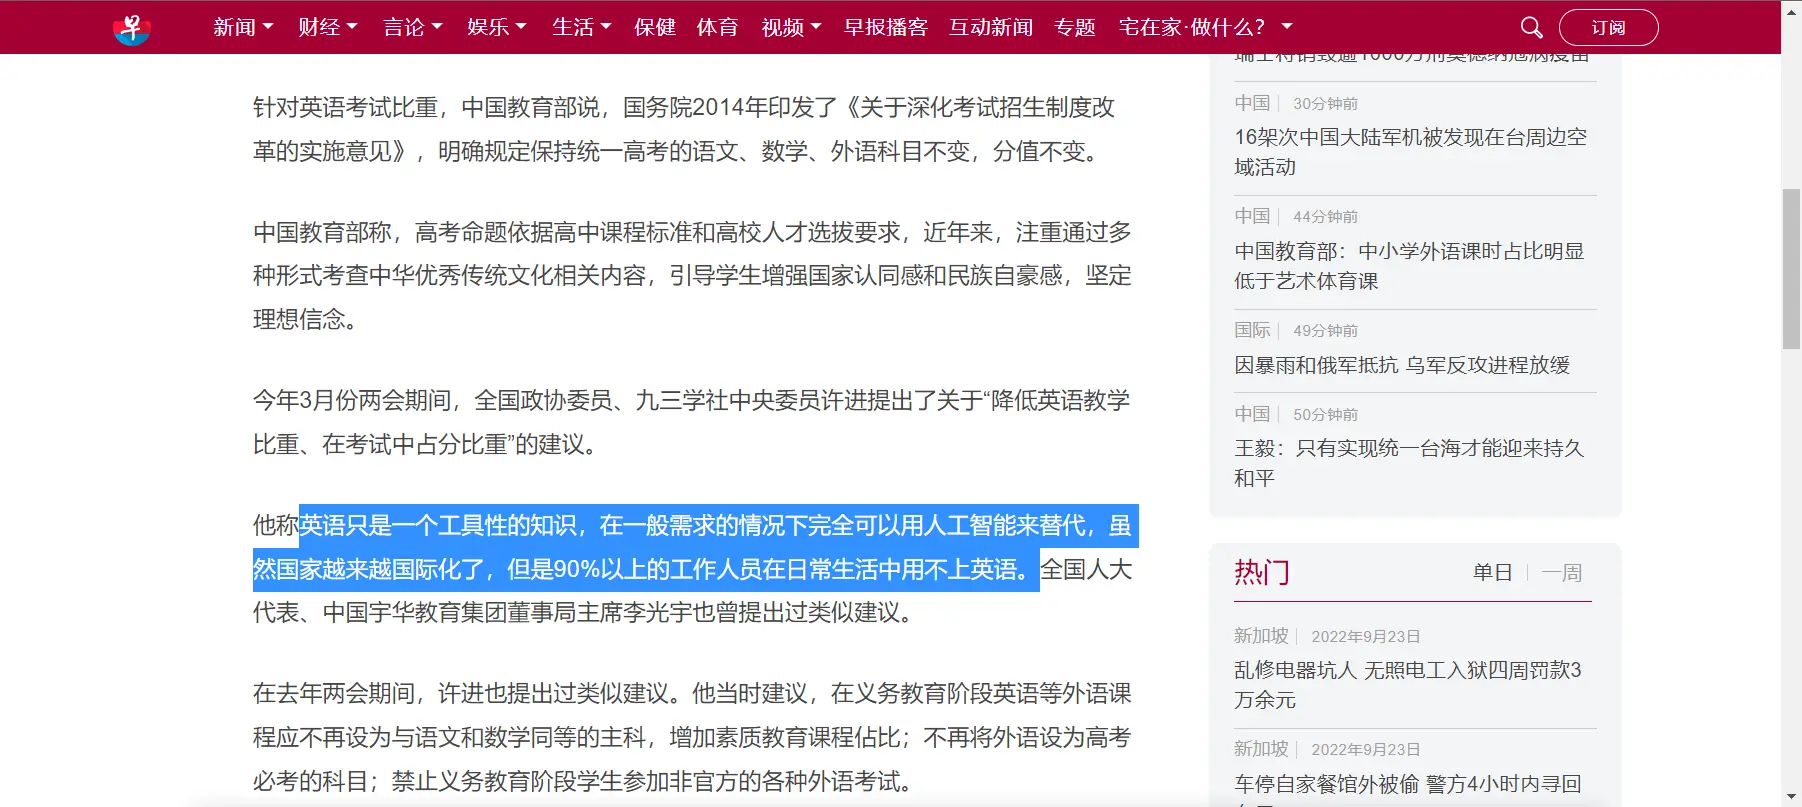 早
新闻 财经 言论 娱乐 生活 保健 体育 视频 早报播客 互动新闻 专题 宅在家·做什么？ 订阅
针对英语考试比重，中国教育部说，国务院2014年印发了《关于深化考试招生制度改
革的实施意见》，明确规定保持统一高考的语文、数学、外语科目不变，分值不变。
中国教育部称，高考命题依据高中课程标准和高校人才选拔要求，近年来，注重通过多
种形式考查中华优秀传统文化相关内容，引导学生增强国家认同感和民族自豪感，坚定
理想信念。
今年3月份两会期间，全国政协委员、九三学社中央委员许进提出了关于“降低英语教学
比重、在考试中占分比重”的建议。
他称英语只是一个工具性的知识，在一般需求的情况下完全可以用人工智能来替代，虽
然国家越来越国际化了，但是90%以上的工作人员在日常生活中用不上英语。全国人大
代表、中国宇华教育集团董事局主席李光宇也曾提出过类似建议。
在去年两会期间，许进也提出过类似建议。他当时建议，在义务教育阶段英语等外语课
程应不再设为与语文和数学同等的主科，增加素质教育课程佔比；不再将外语设为高考
必考的科目；禁止义务教育阶段学生参加非官方的各种外语考试。
瑞士将销毁逾1000万剂莫德纳冠病疫苗
中国 30分钟前
16架次中国大陆军机被发现在台周边空
域活动
中国 44分钟前
中国教育部：中小学外语课时占比明显
低于艺术体育课
国际 49分钟前
因暴雨和俄军抵抗 乌军反攻进程放缓
中国 50分钟前
王毅：只有实现统一台海才能迎来持久
和平
热门 单日 一周
新加坡 2022年9月23日
乱修电器坑人 无照电工入狱四周罚款3
万余元
新加坡 2022年9月23日
车停自家餐馆外被偷 警方4小时内寻回